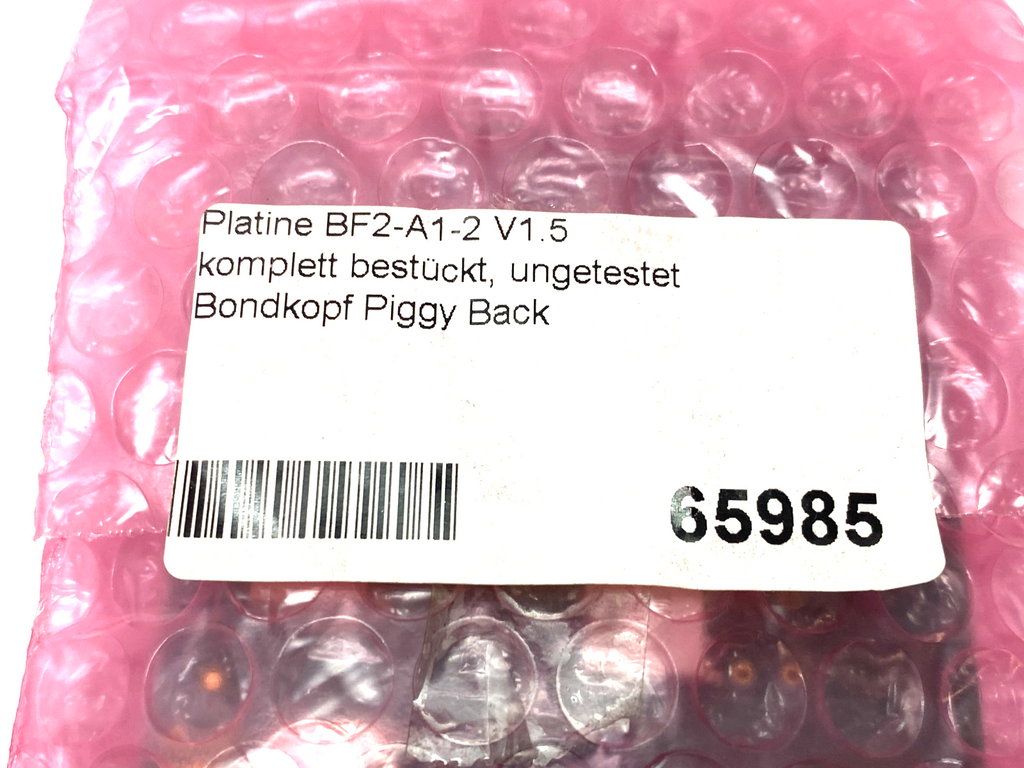 Platine BF2-A1-2 V1.5
komplett bestückt, ungetestet
Bondkopf Piggy Back
65985